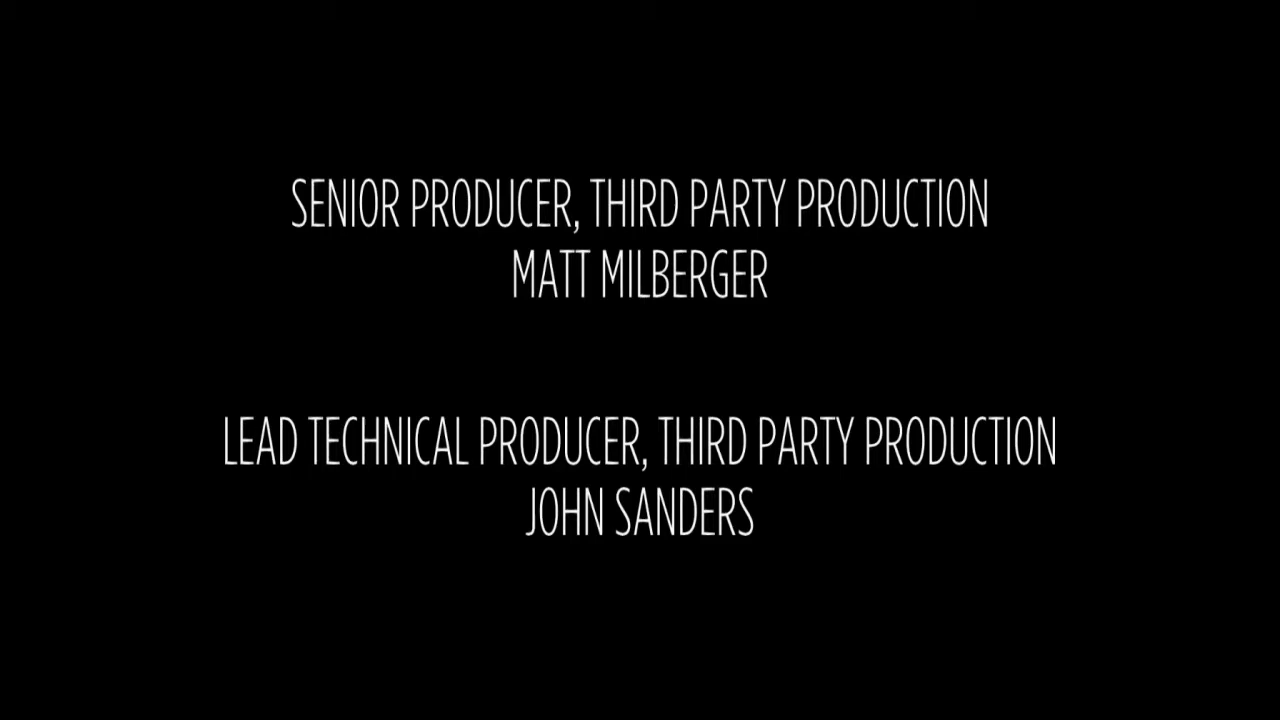 SENIOR PRODUCER, THIRD PARTY PRODUCTION
MATT MILBERGER
LEAD TECHNICAL PRODUCER, THIRD PARTY PRODUCTION
JOHN SANDERS